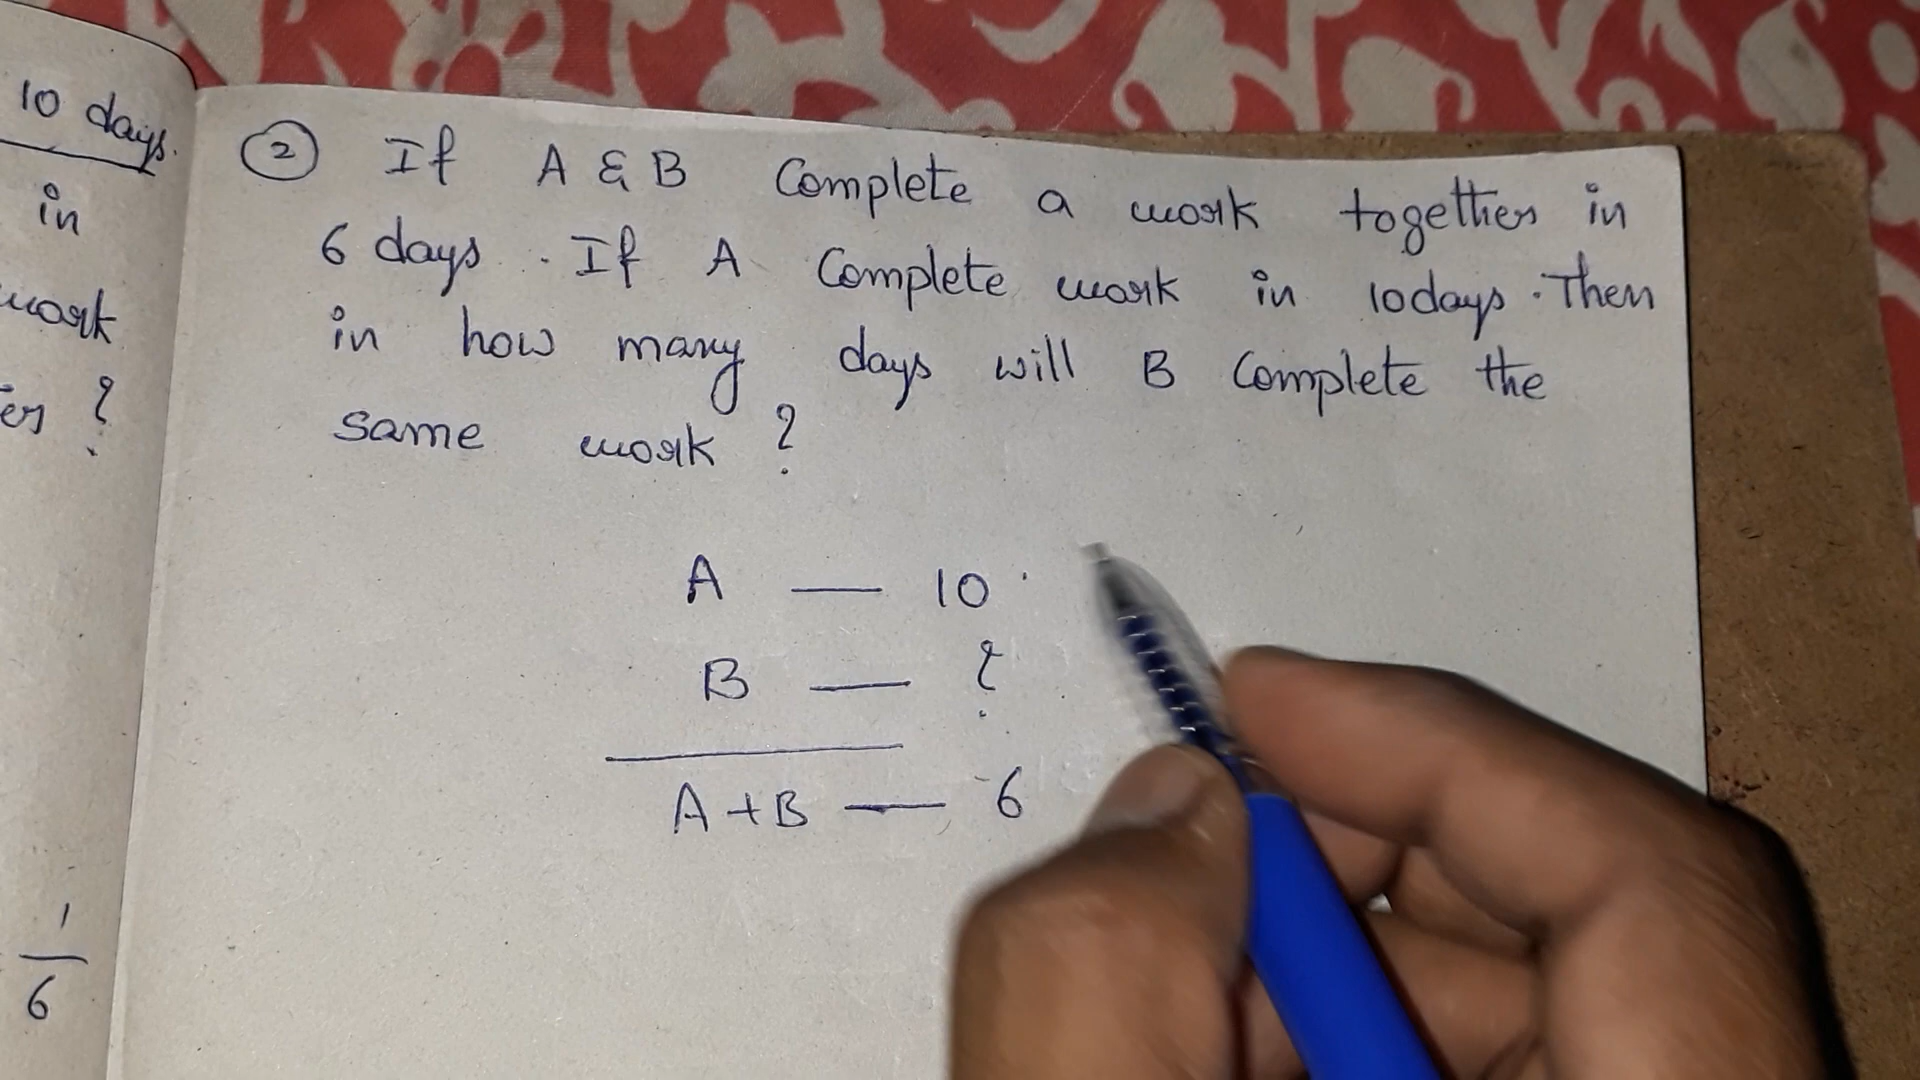 10 days.
in
work
? 
1
6
② If A & B Complete a work together in
6 days. If A Complete work in 10days. Then
in how many days will B Complete the
same work ?
A — 10
B — ?
A + B — 6